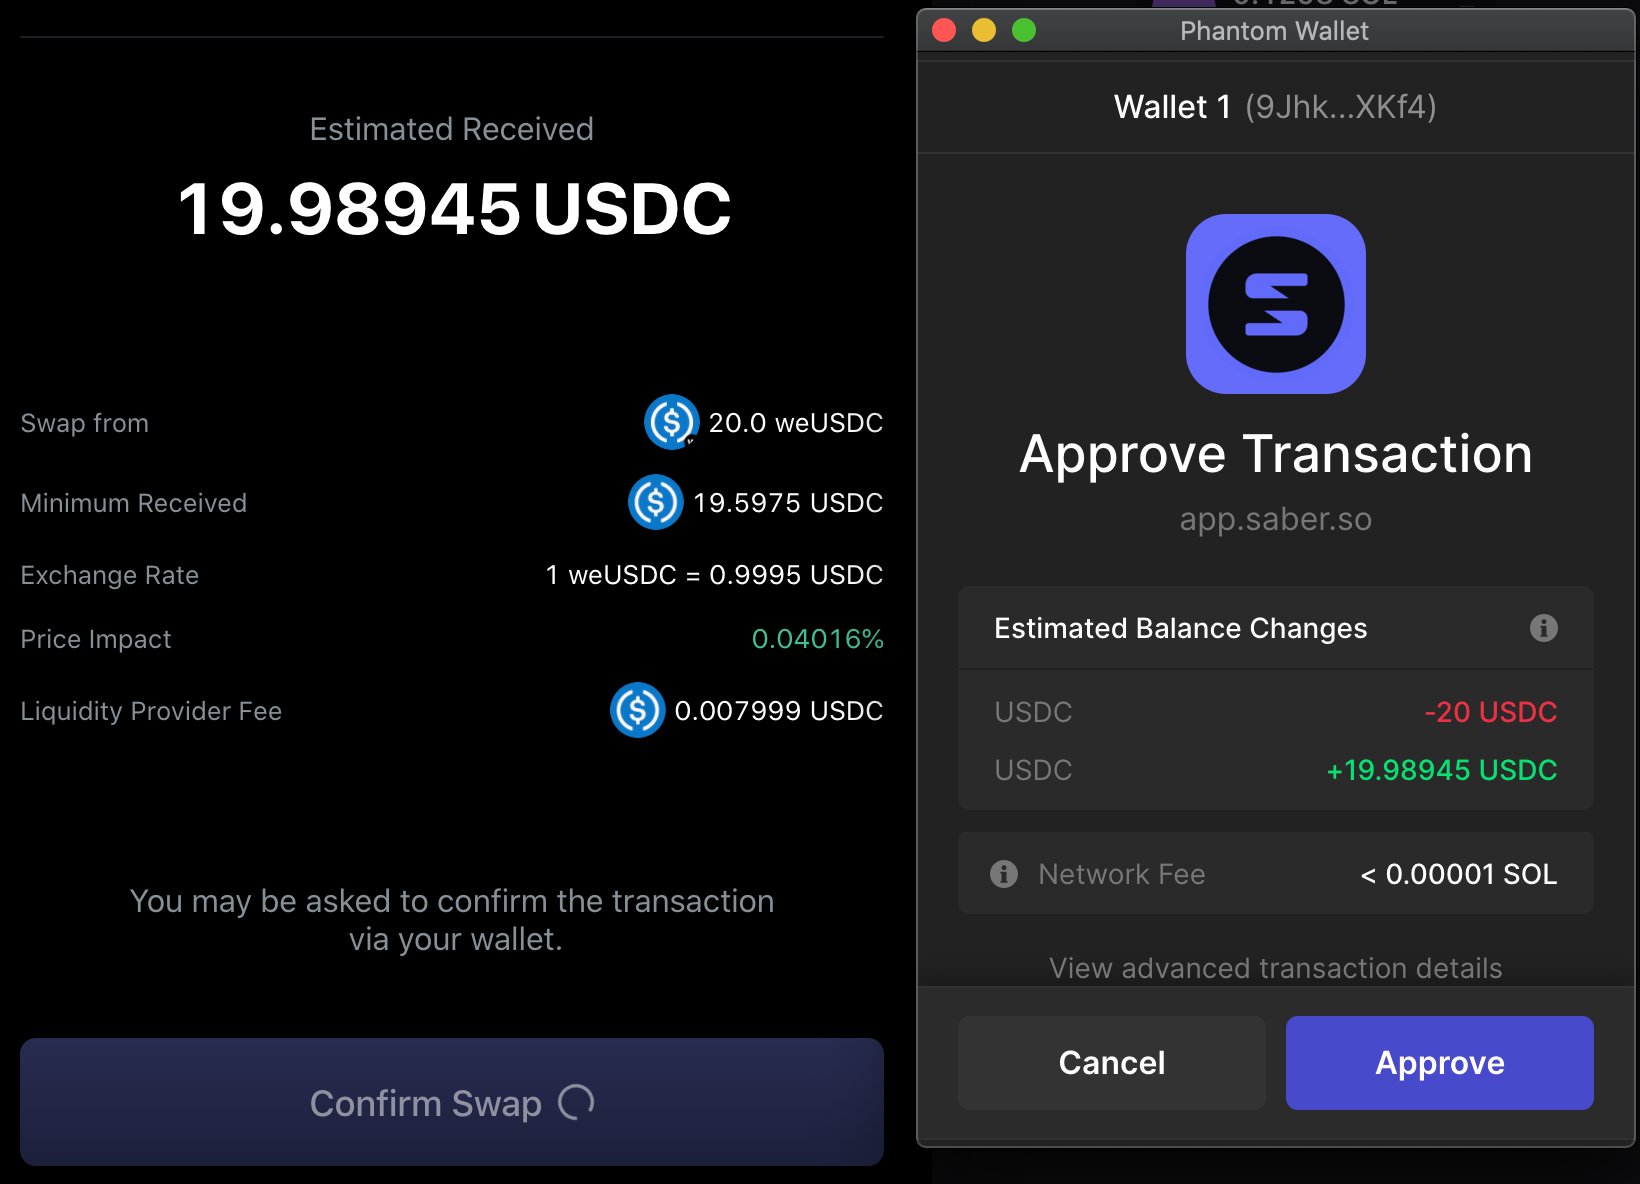 Estimated Received
19.98945 USDC
Swap from
20.0 weUSDC
Minimum Received
19.5975 USDC
Exchange Rate
1 weUSDC = 0.9995 USDC
Price Impact
0.04016%
Liquidity Provider Fee
0.007999 USDC
You may be asked to confirm the transaction
via your wallet.
Confirm Swap
Phantom Wallet
Wallet 1 (9Jhk...XKf4)
Approve Transaction
app.saber.so
Estimated Balance Changes
USDC
-20 USDC
USDC
+19.98945 USDC
Network Fee
< 0.00001 SOL
View advanced transaction details
Cancel
Approve